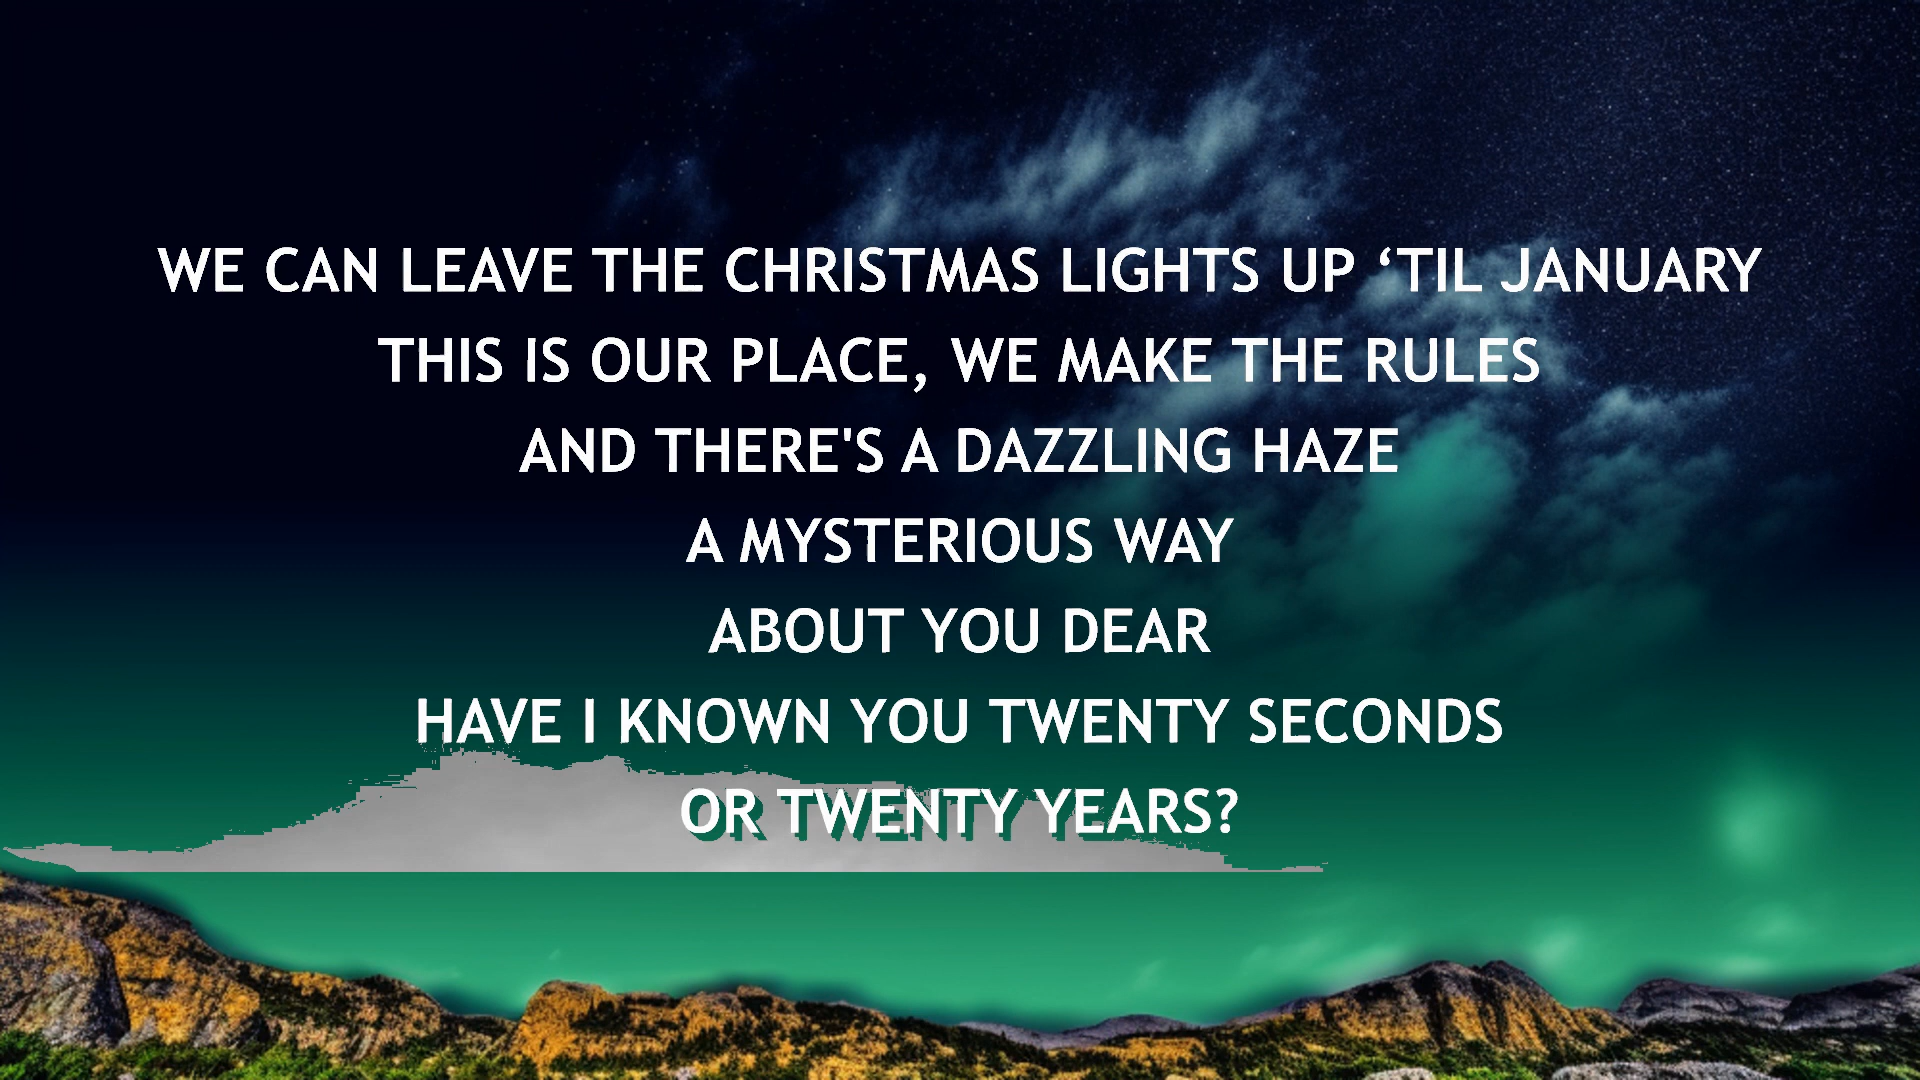 WE CAN LEAVE THE CHRISTMAS LIGHTS UP ‘TIL JANUARY
THIS IS OUR PLACE, WE MAKE THE RULES
AND THERE'S A DAZZLING HAZE
A MYSTERIOUS WAY
ABOUT YOU DEAR
HAVE I KNOWN YOU TWENTY SECONDS
OR TWENTY YEARS?